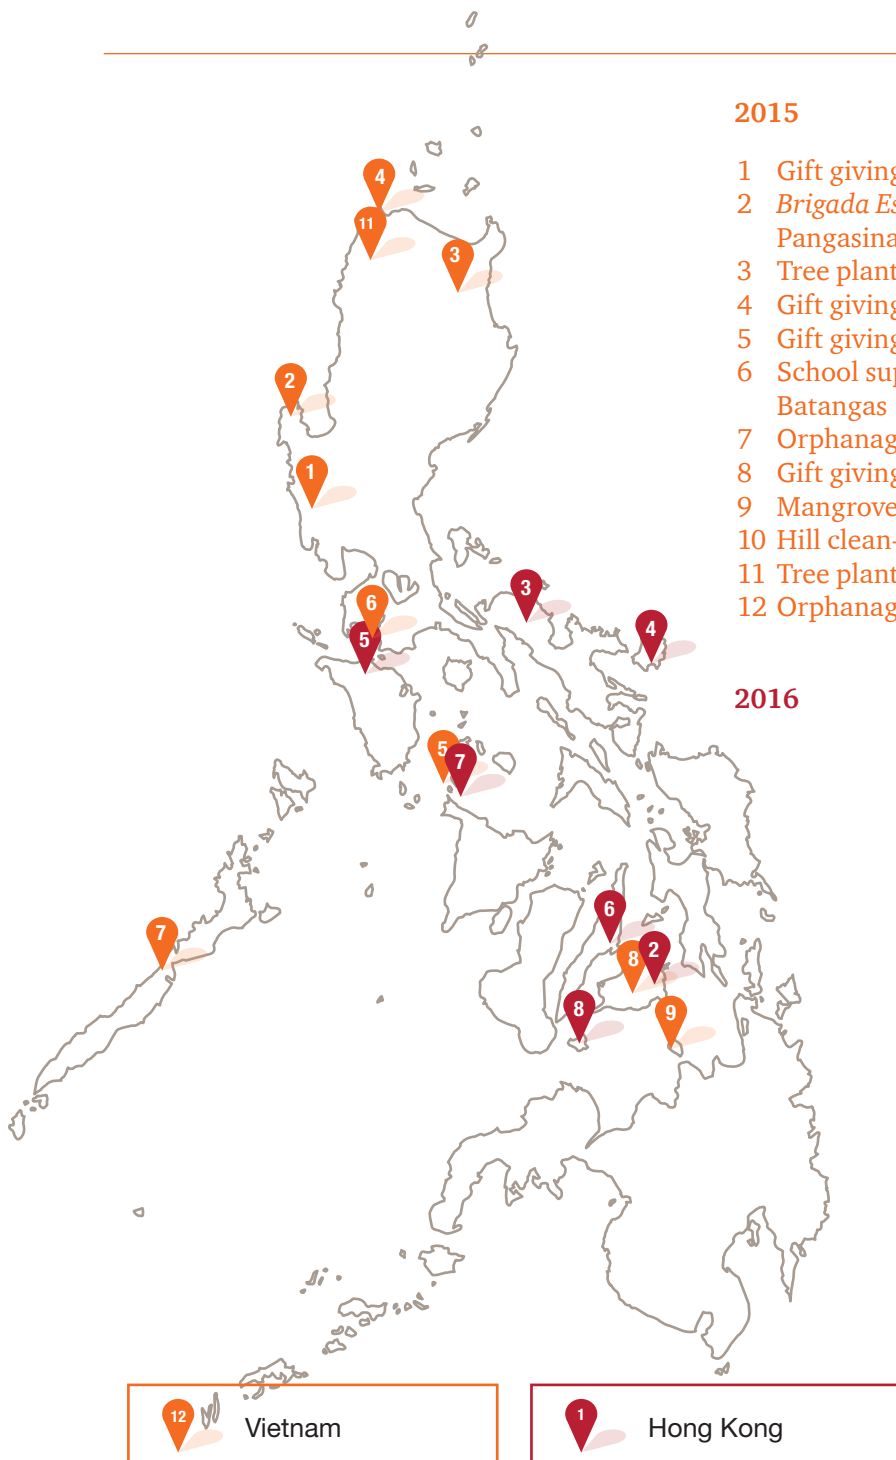 4
11
3
2
1
3
6
4
5
5
7
7
6
8
2
8
9
2015
1 Gift giving
2 Brigada Es
Pangasina
3 Tree plant
4 Gift giving
5 Gift giving
6 School sup
Batangas
7 Orphanag
8 Gift giving
9 Mangrove
10 Hill clean-
11 Tree plant
12 Orphanag
2016
12 Vietnam
1 Hong Kong